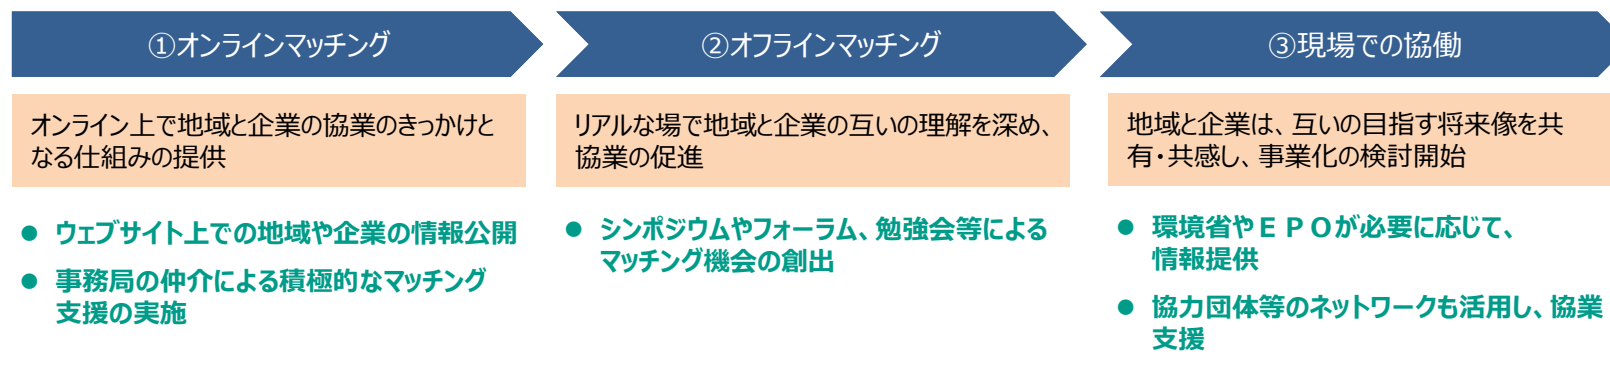 ①オンラインマッチング
オンライン上で地域と企業の協業のきっかけと
なる仕組みの提供
● ウェブサイト上での地域や企業の情報公開
● 事務局の仲介による積極的なマッチング
支援の実施
②オフラインマッチング
リアルな場で地域と企業の互いの理解を深め、
協業の促進
● シンポジウムやフォーラム、勉強会等による
マッチング機会の創出
③現場での協働
地域と企業は、互いの目指す将来像を共
有・共感し、事業化の検討開始
● 環境省やＥＰＯが必要に応じて、
情報提供
● 協力団体等のネットワークも活用し、協業
支援